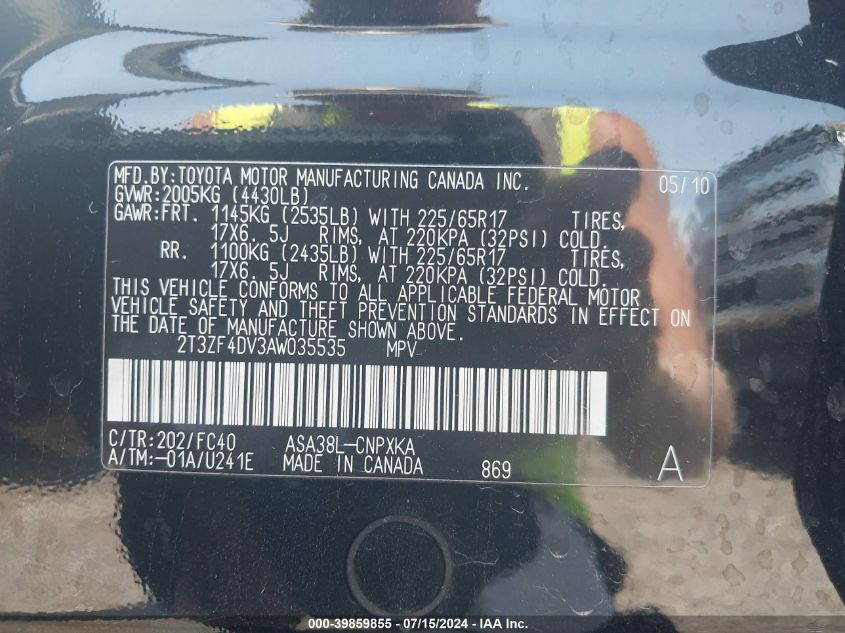 MFD.BY:TOYOTA MOTOR MANUFACTURING CANADA INC. 05/10
GVWR:2005KG (4430LB)
GAWR:FRT. 1145KG (2535LB) WITH 225/65R17 TIRES,
17X6. 5J RIMS, AT 220KPA (32PSI) COLD.
RR. 1100KG (2435LB) WITH 225/65R17 TIRES,
17X6. 5J RIMS, AT 220KPA (32PSI) COLD.
THIS VEHICLE CONFORMS TO ALL APPLICABLE FEDERAL MOTOR
VEHICLE SAFETY AND THEFT PREVENTION STANDARDS IN EFFECT ON
THE DATE OF MANUFACTURE SHOWN ABOVE.
2T3ZF4DV3AW035535 MPV
C/TR:202/FC40 ASA38L-CNPXKA
A/TM:-01A/U241E MADE IN CANADA 869 A
000-39859855 - 07/15/2024 - IAA Inc.